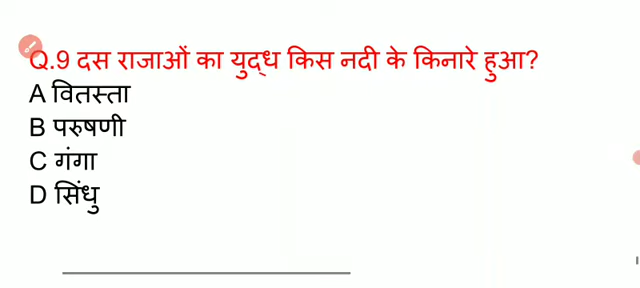 Q.9 दस राजाओं का युद्ध किस नदी के किनारे हुआ?
A वितस्ता
B परुषणी
C गंगा
D सिंधु